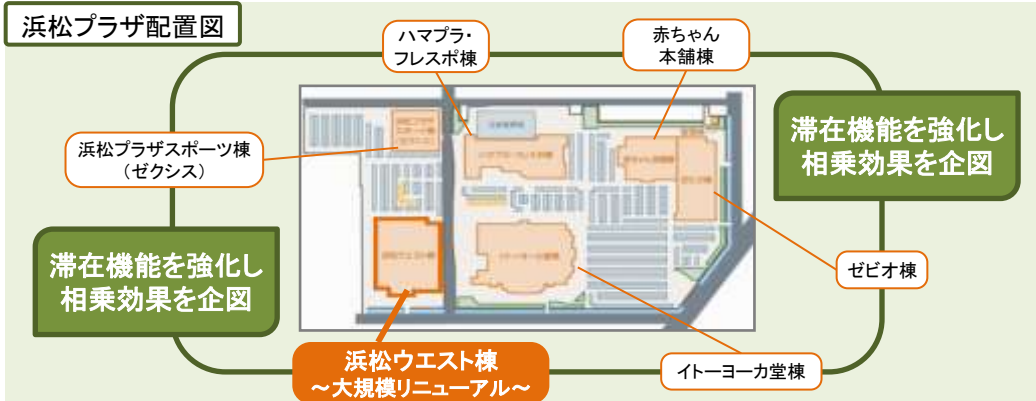 浜松プラザ配置図
ハマプラ・
フレスポ棟
赤ちゃん
本舗棟
浜松プラザスポーツ棟
(ゼクシス)
滞在機能を強化し
相乗効果を企図
滞在機能を強化し
相乗効果を企図
ゼビオ棟
浜松ウエスト棟
～大規模リニューアル～
イトーヨーカ堂棟